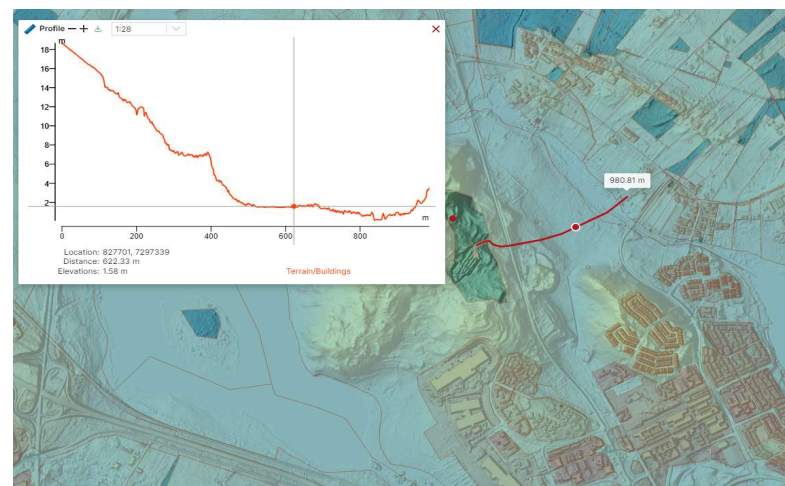 Profile 1:28
m
18
16
14
12
10
8
6
4
2
m
0 200 400 600 800
Location: 827701, 7297339
Distance: 622.33 m
Elevations: 1.58 m
Terrain/Buildings
980.81 m